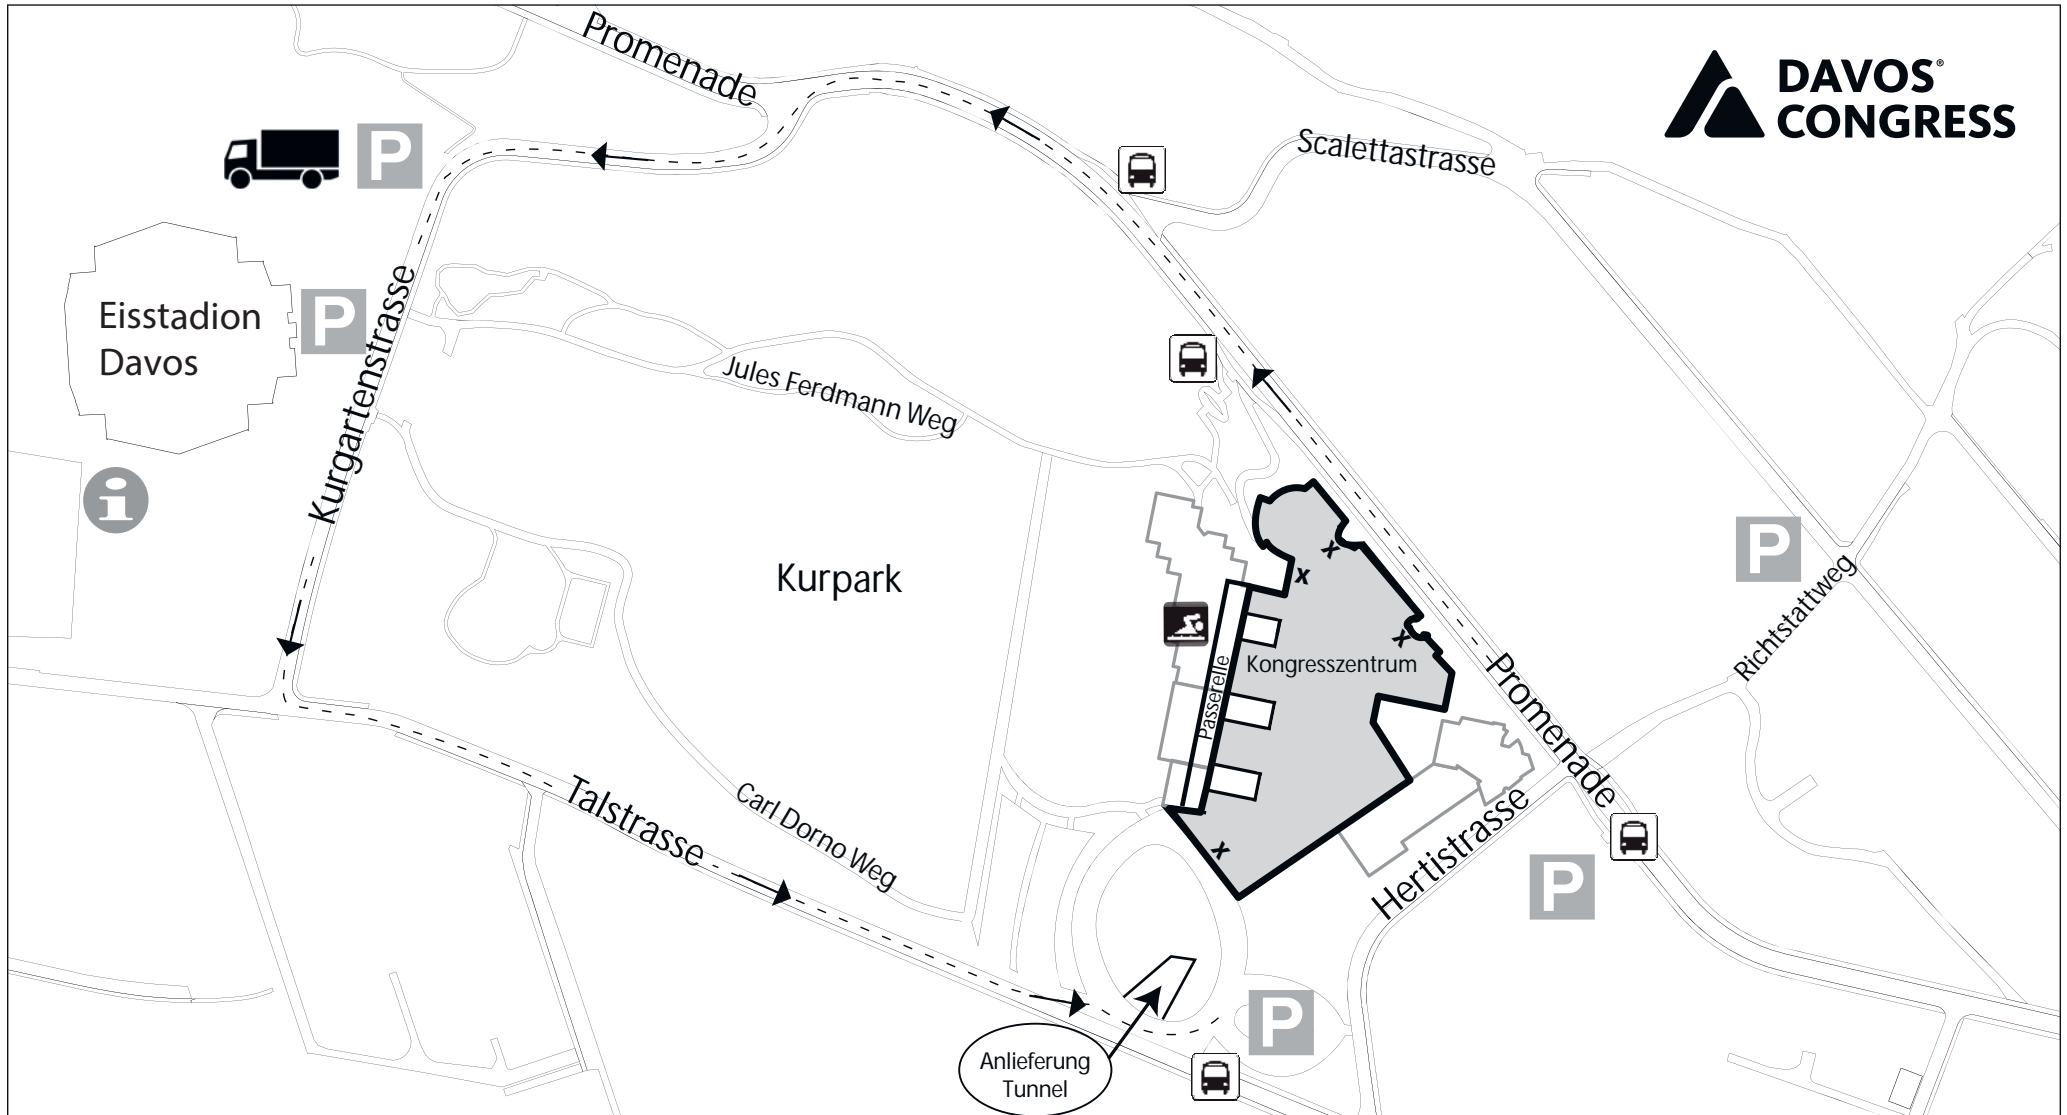 Promenade
DAVOS®
CONGRESS
P
Scalettastrasse
Eisstadion
Davos
P
Kurgartenstrasse
Jules Ferdmann Weg
i
Kurpark
x
x
x
P
Richtstattweg
Kongresszentrum
Passerelle
Promenade
Talstrasse
Carl Dorno Weg
x
Hertistrasse
P
P
Anlieferung
Tunnel